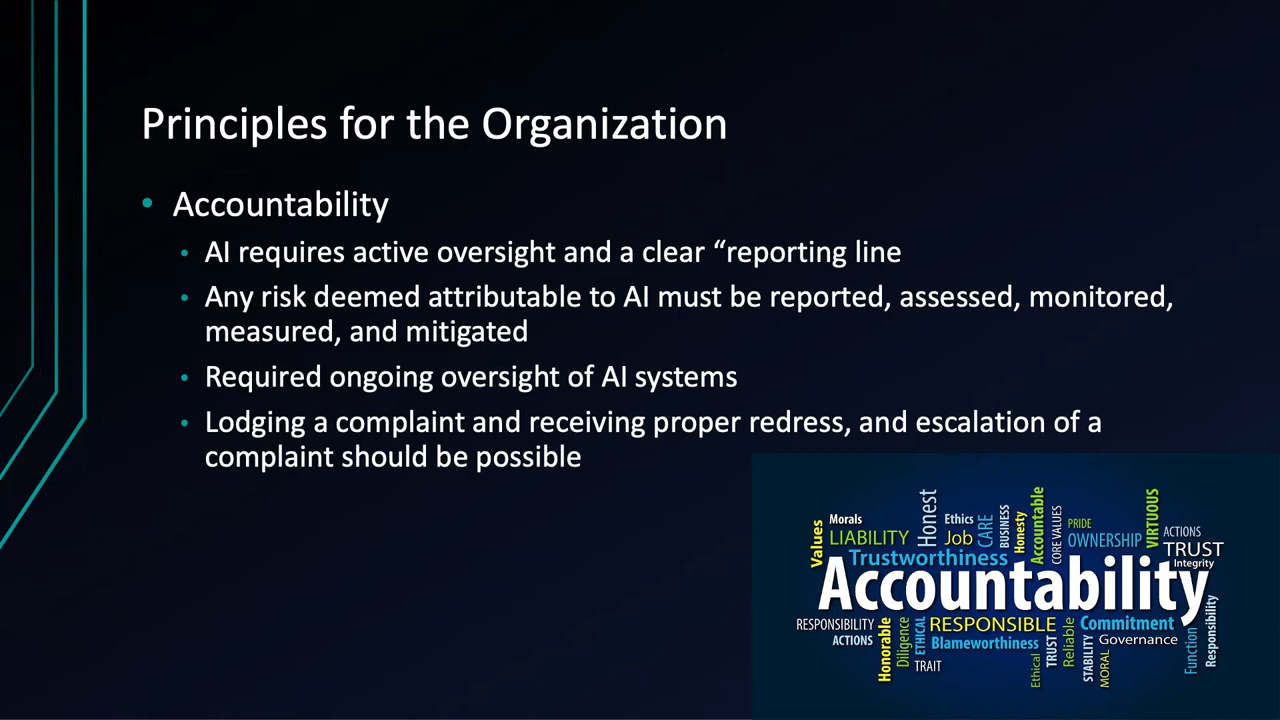 Principles for the Organization
• Accountability
• AI requires active oversight and a clear “reporting line
• Any risk deemed attributable to AI must be reported, assessed, monitored,
measured, and mitigated
• Required ongoing oversight of AI systems
• Lodging a complaint and receiving proper redress, and escalation of a
complaint should be possible
Values
Morals
LIABILITY
Honest
Ethics
Job
CARE
BUSINESS
Honesty
Accountable
CORE VALUES
PRIDE
OWNERSHIP
VIRTUOUS
ACTIONS
TRUST
Integrity
Trustworthiness
Accountability
RESPONSIBILITY
ACTIONS
Honorable
Diligence
ETHICAL
RESPONSIBLE
Blameworthiness
TRAIT
Ethical
TRUST
Reliable
STABILITY
MORAL
Commitment
Governance
Function
Responsibility